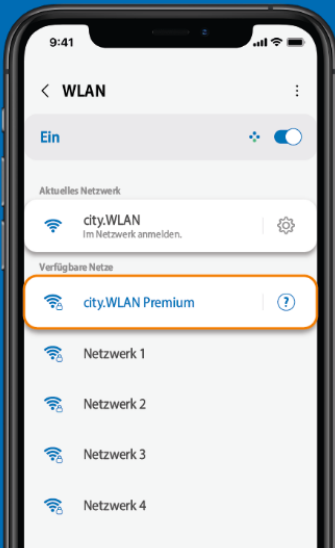 9:41
WLAN
Ein
Aktuelles Netzwerk
city.WLAN
Im Netzwerk anmelden.
Verfügbare Netze
city.WLAN Premium
?
Netzwerk 1
Netzwerk 2
Netzwerk 3
Netzwerk 4